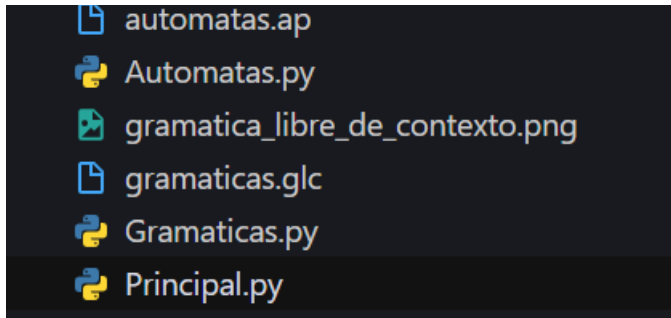 automatas.ap
Automatas.py
gramatica_libre_de_contexto.png
gramaticas.glc
Gramaticas.py
Principal.py